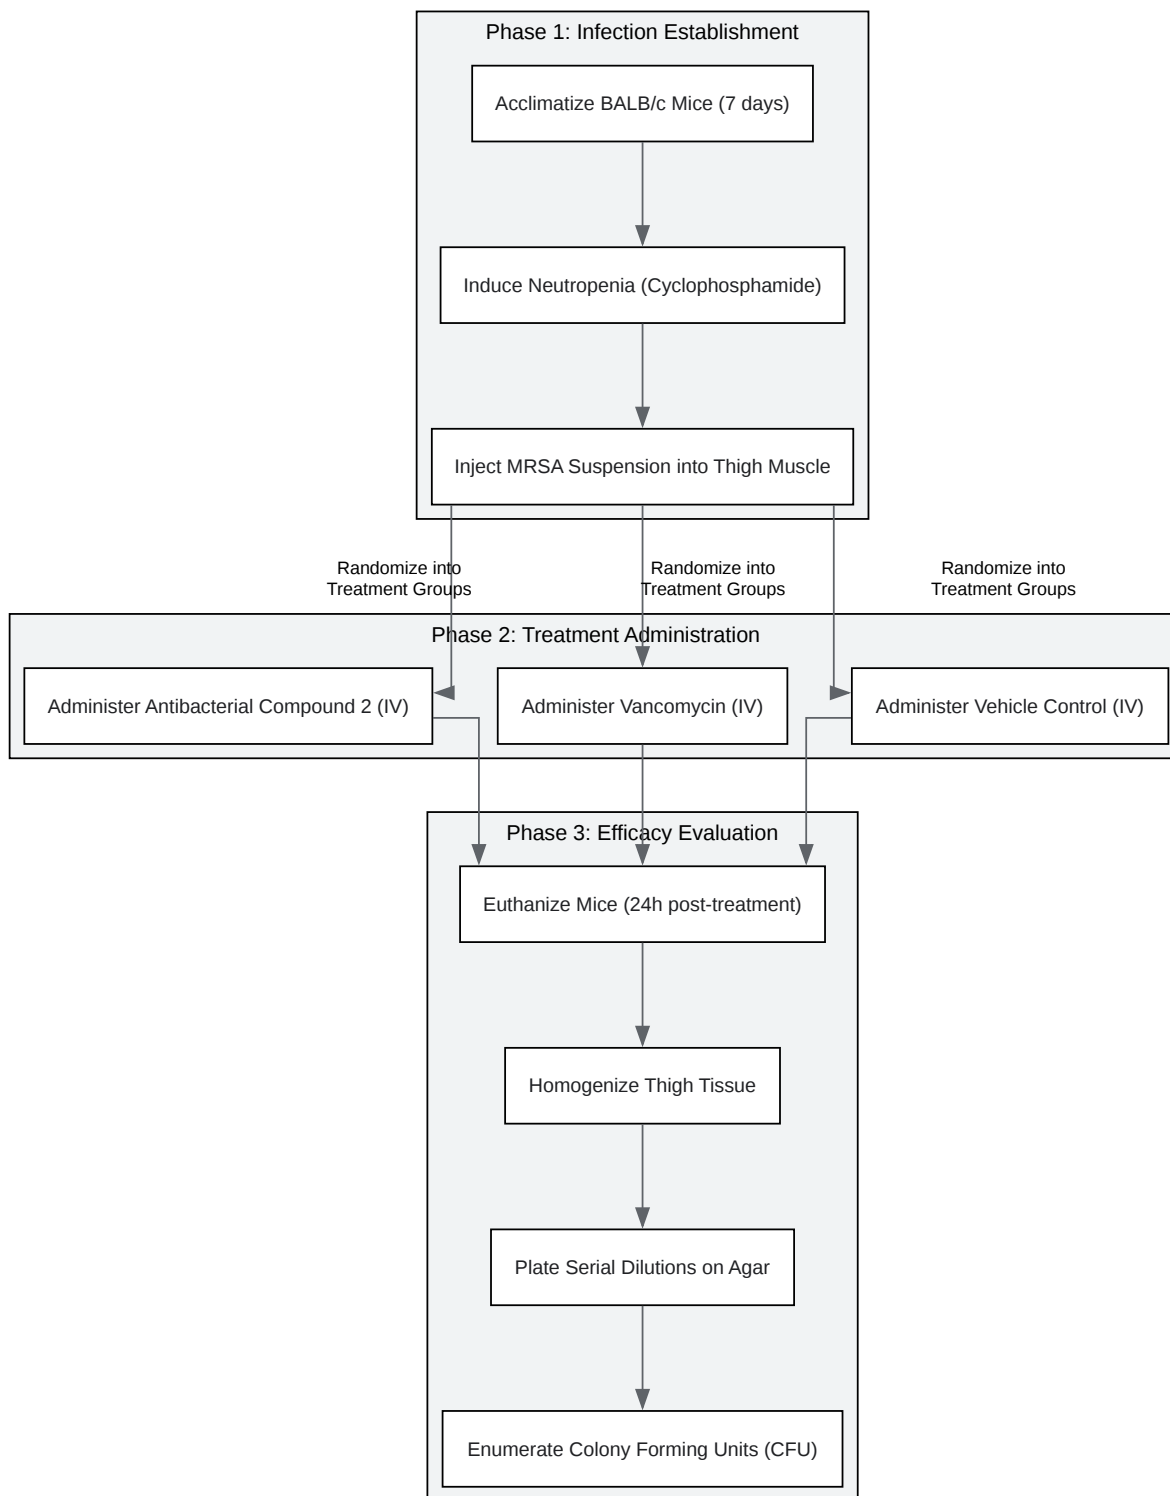 Phase 1: Infection Establishment
Acclimatize BALB/c Mice (7 days)
Induce Neutropenia (Cyclophosphamide)
Inject MRSA Suspension into Thigh Muscle
Randomize into
Treatment Groups
Randomize into
Treatment Groups
Randomize into
Treatment Groups
Phase 2: Treatment Administration
Administer Antibacterial Compound 2 (IV)
Administer Vancomycin (IV)
Administer Vehicle Control (IV)
Phase 3: Efficacy Evaluation
Euthanize Mice (24h post-treatment)
Homogenize Thigh Tissue
Plate Serial Dilutions on Agar
Enumerate Colony Forming Units (CFU)